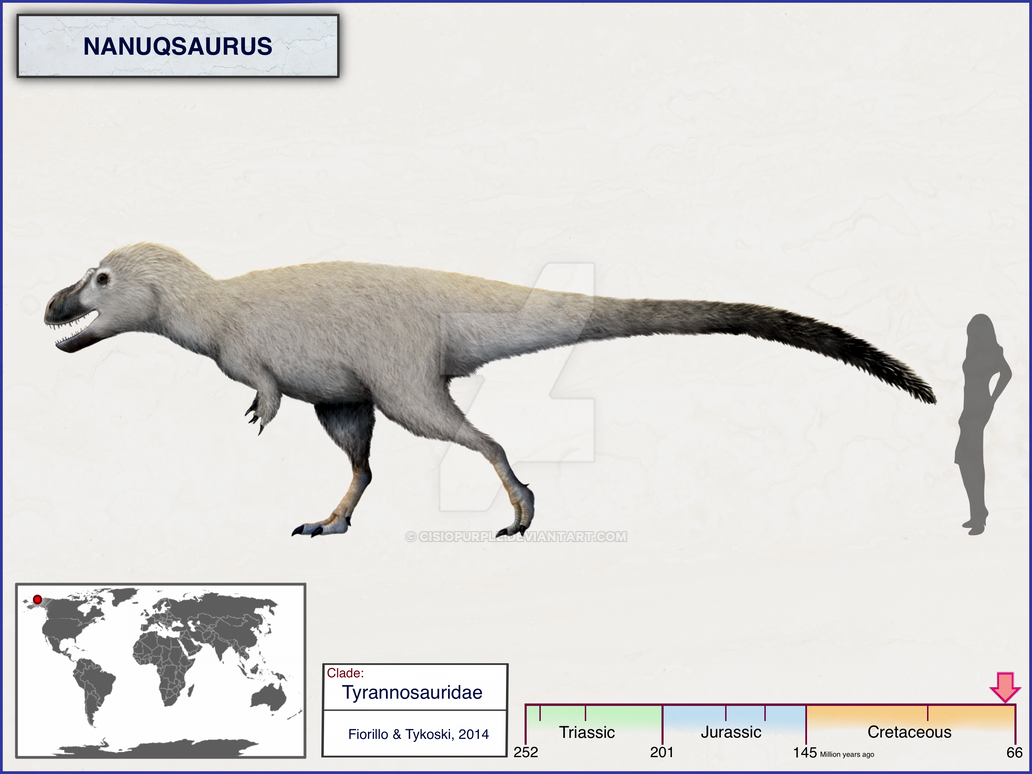 NANUQSAURUS
© CISIOPURPLE.DEVIANTART.COM
Clade:
Tyrannosauridae
Fiorillo & Tykoski, 2014
Triassic
Jurassic
Cretaceous
252
201
145 Million years ago
66